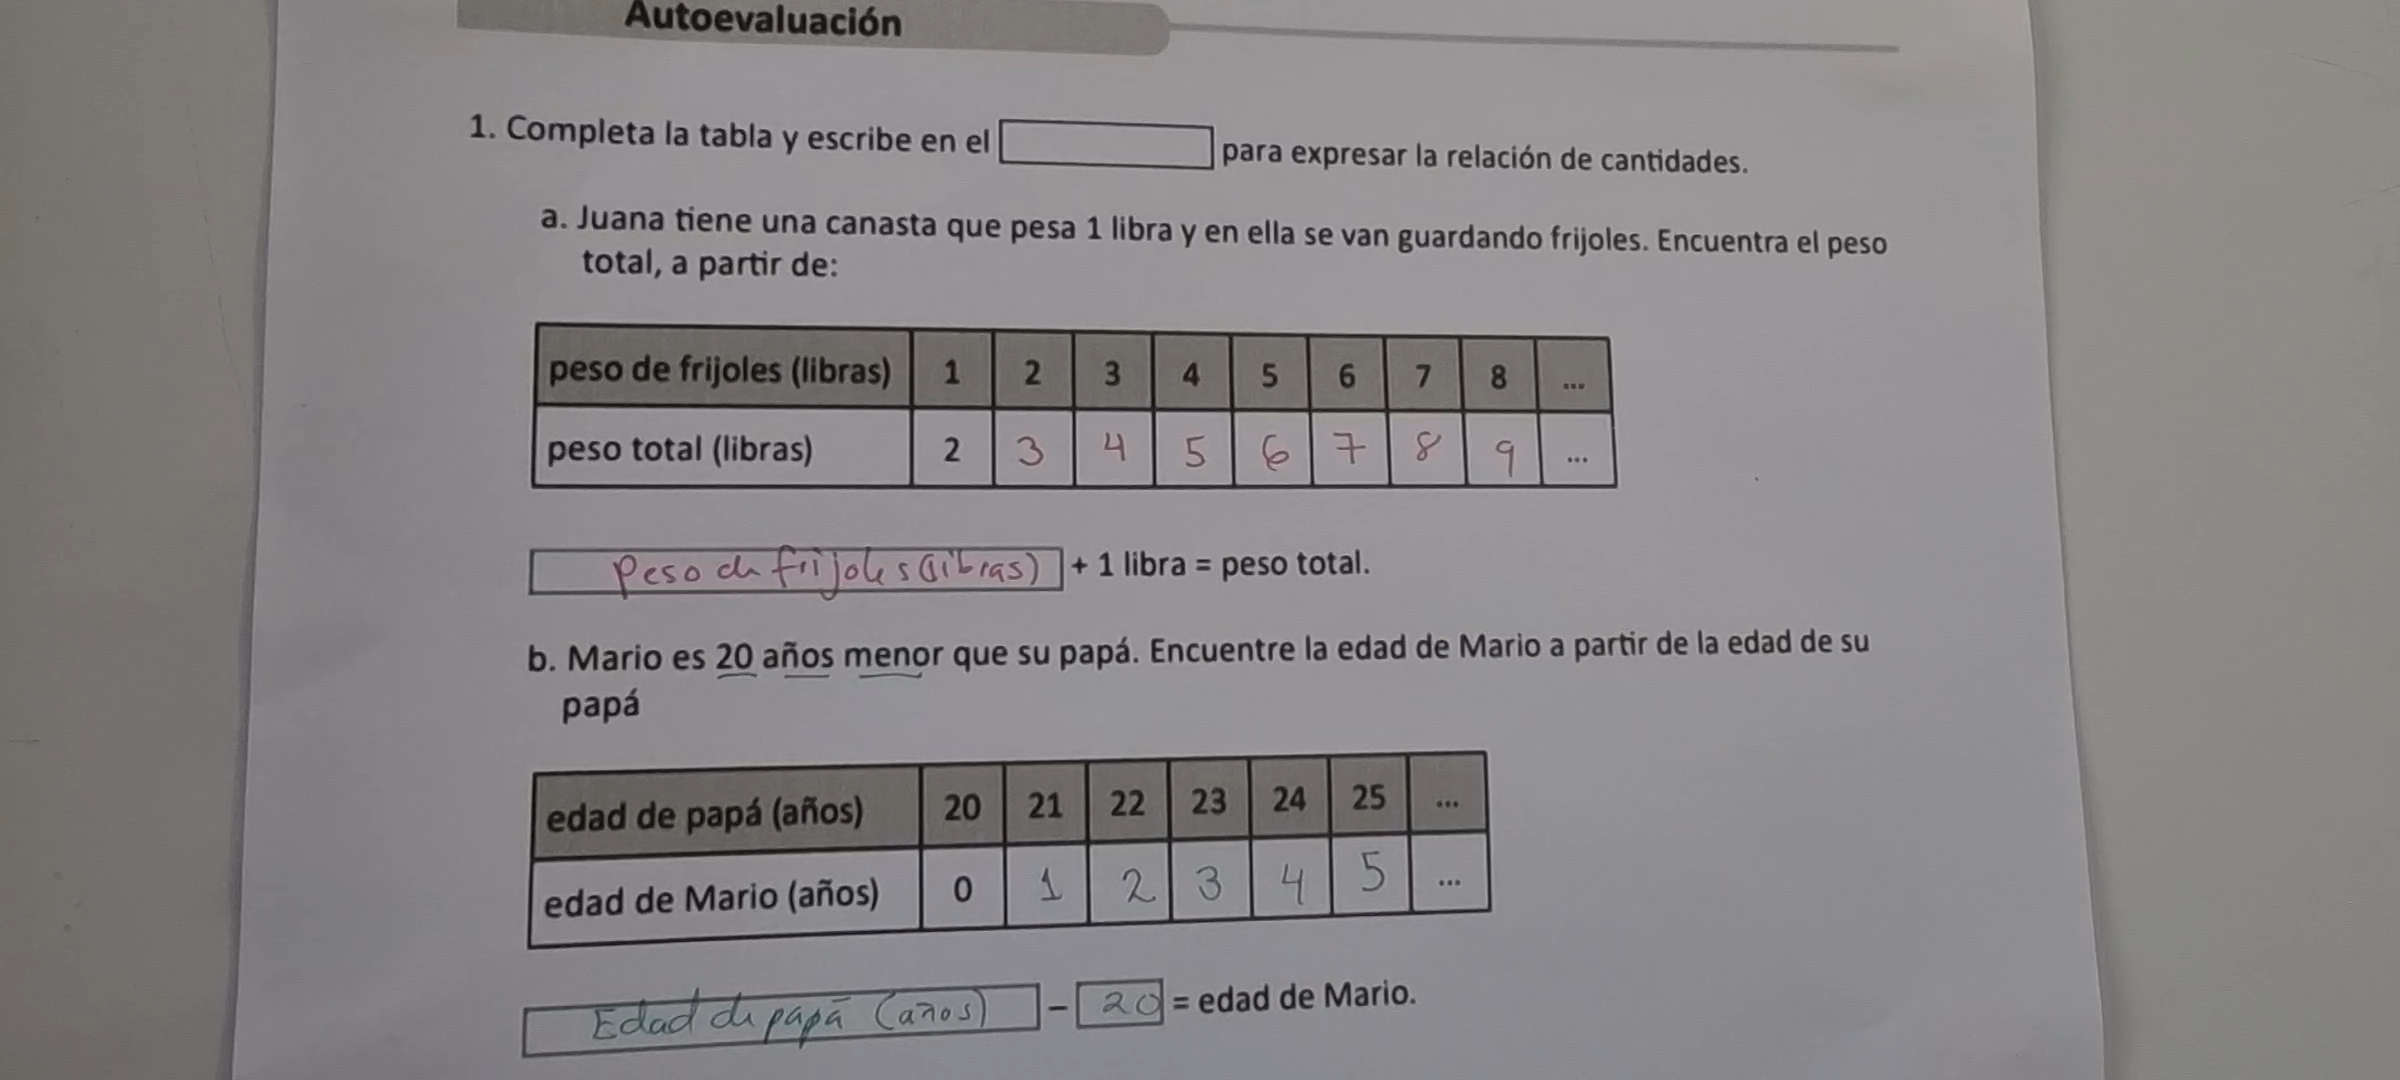 Autoevaluación
1. Completa la tabla y escribe en el para expresar la relación de cantidades.
a. Juana tiene una canasta que pesa 1 libra y en ella se van guardando frijoles. Encuentra el peso
total, a partir de:
peso de frijoles (libras) 1 2 3 4 5 6 7 8 ...
peso total (libras) 2 3 4 5 6 7 8 9 ...
Peso de frijoles (libras) + 1 libra = peso total.
b. Mario es 20 años menor que su papá. Encuentre la edad de Mario a partir de la edad de su
papá
edad de papá (años) 20 21 22 23 24 25 ...
edad de Mario (años) 0 1 2 3 4 5 ...
Edad de papá (años) - 20 = edad de Mario.